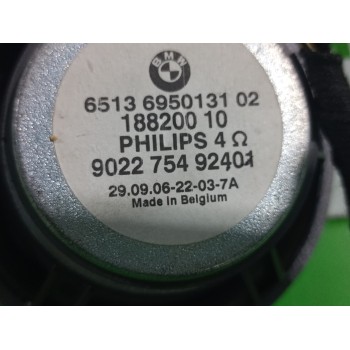 BMW
6513 6950131 02
188200 10
PHILIPS 4 Ω
9022 754 92401
29.09.06-22-03-7A
Made in Belgium